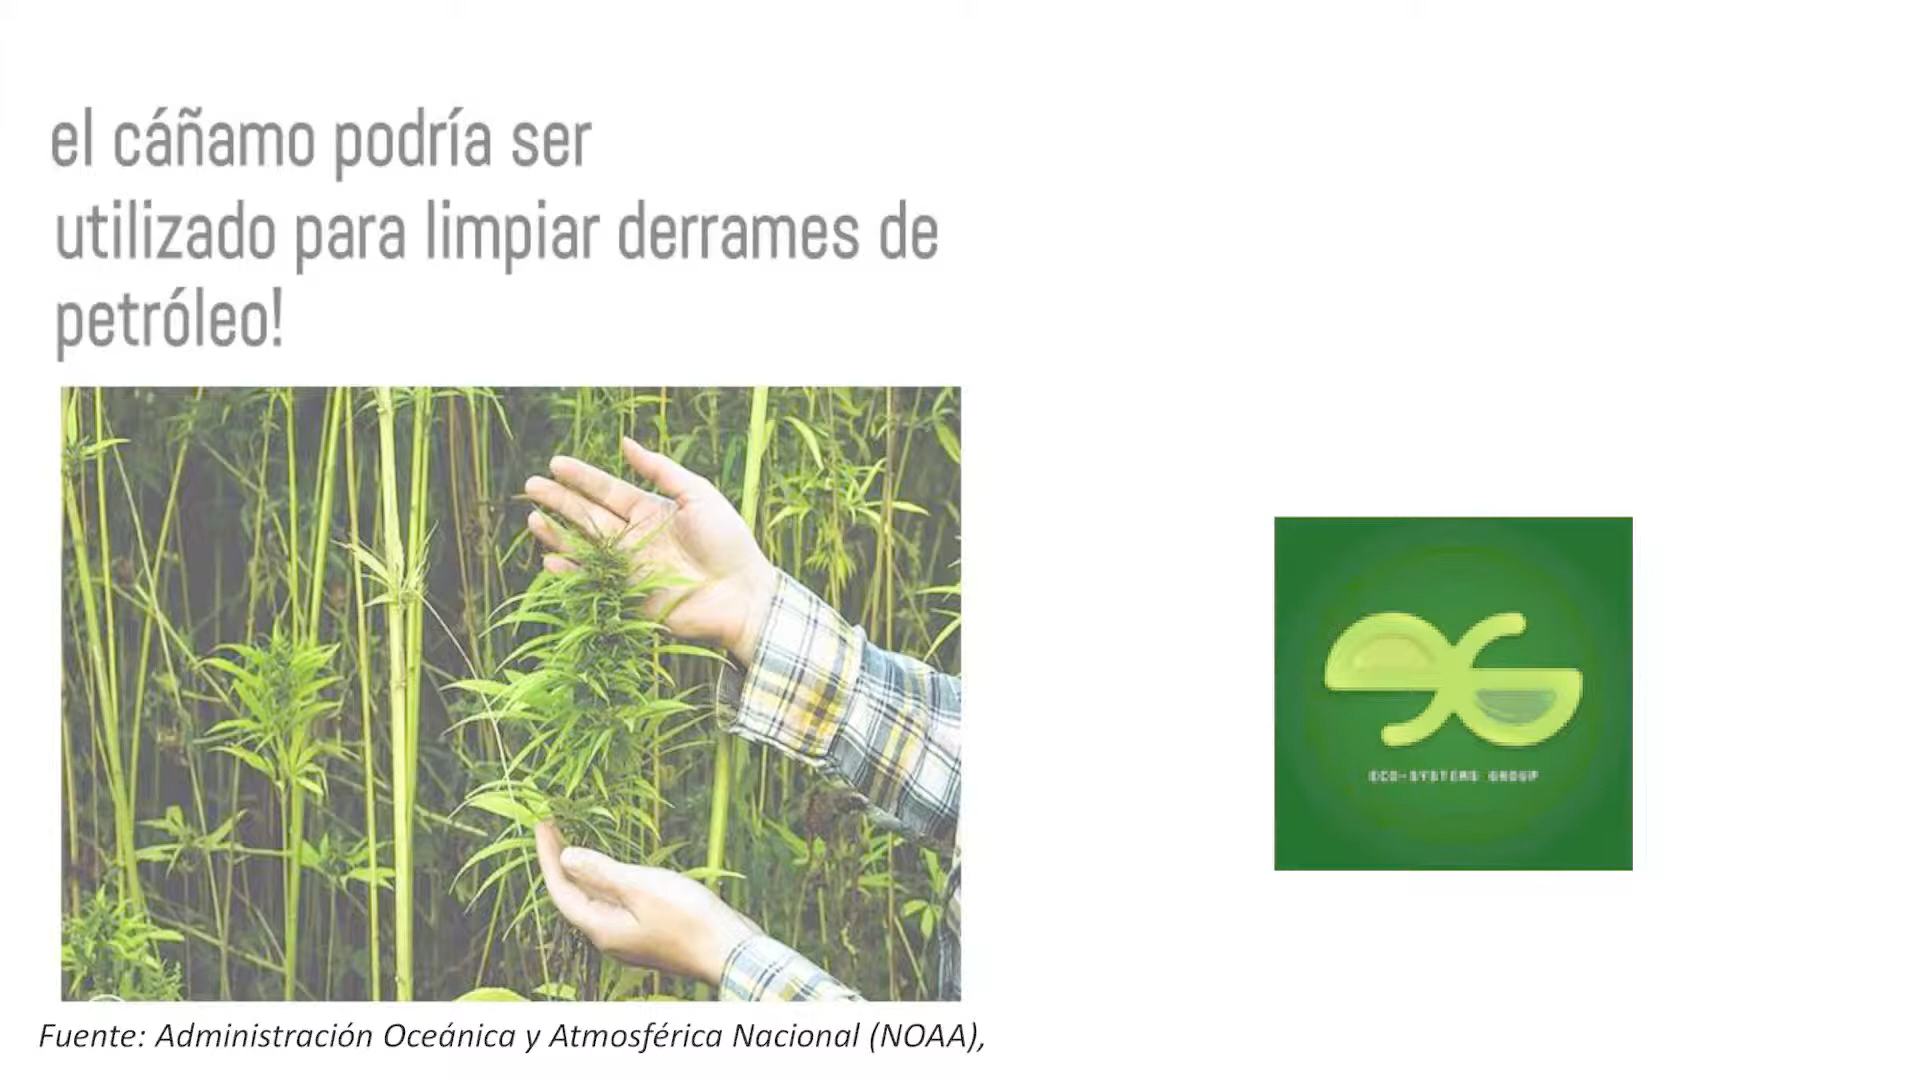 el cáñamo podría ser
utilizado para limpiar derrames de
petróleo!
ECO-SYSTEMS GROUP
Fuente: Administración Oceánica y Atmosférica Nacional (NOAA),